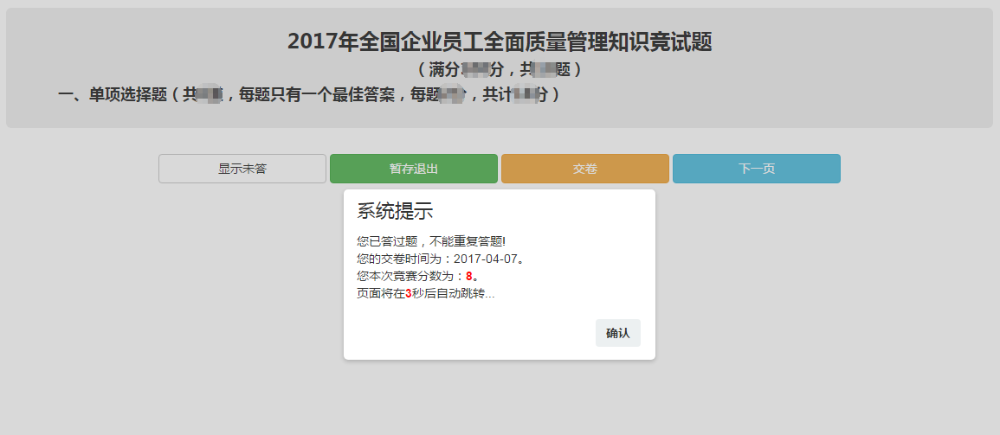 2017年全国企业员工全面质量管理知识竞试题
（满分分，共题）
一、单项选择题（共，每题只有一个最佳答案，每题，共计分）
显示未答 暂存退出 交卷 下一页
系统提示
您已答过题，不能重复答题!
您的交卷时间为：2017-04-07。
您本次竞赛分数为：8。
页面将在3秒后自动跳转...
确认